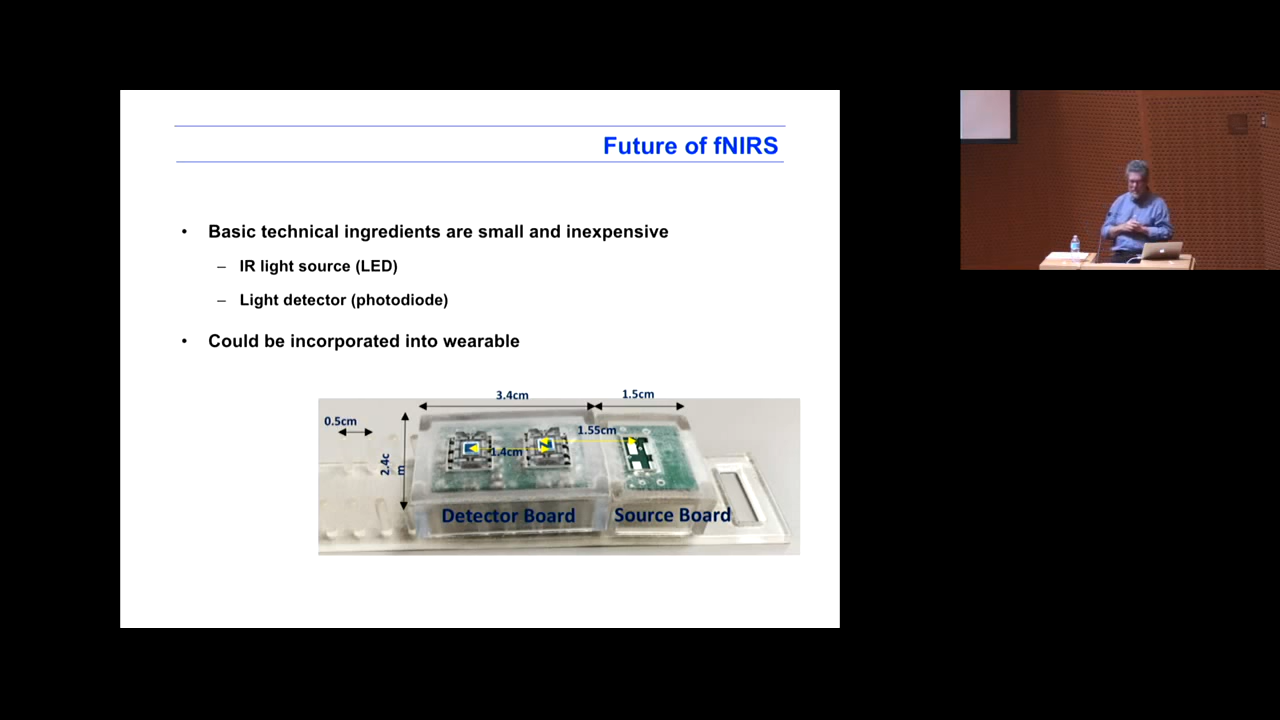 Future of fNIRS
• Basic technical ingredients are small and inexpensive
– IR light source (LED)
– Light detector (photodiode)
• Could be incorporated into wearable
3.4cm
1.5cm
0.5cm
1.55cm
1.4cm
2.4c
m
Detector Board
Source Board